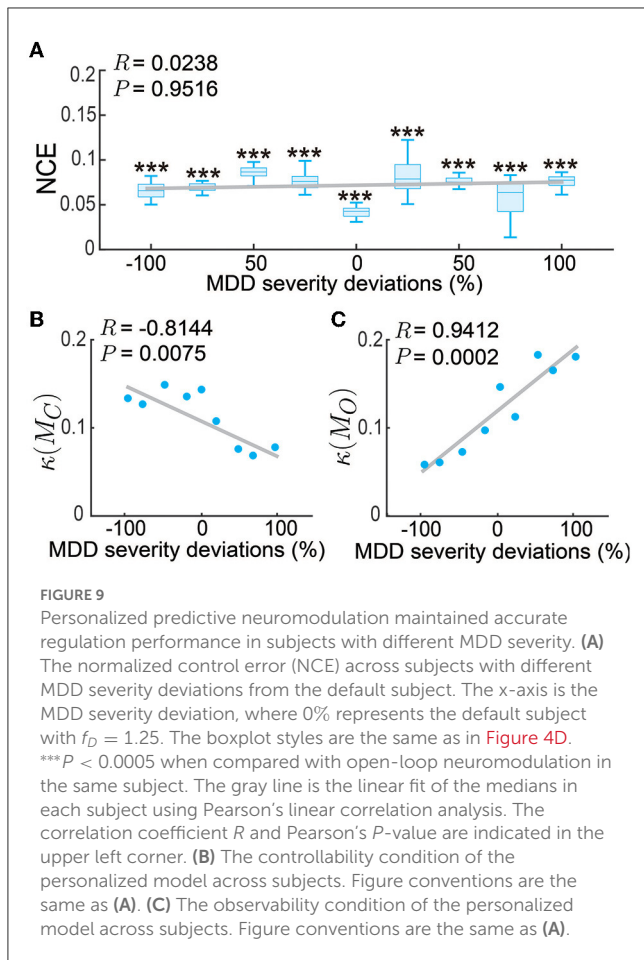 A
R = 0.0238
P = 0.9516
0.2
0.15
0.1
0.05
0
NCE
*** *** *** *** *** *** *** *** ***
-100 50 0 50 100
MDD severity deviations (%)
B
R = -0.8144
P = 0.0075
0.2
0.1
0
κ(M_C)
-100 0 100
MDD severity deviations (%)
C
R = 0.9412
P = 0.0002
0.2
0.1
0
κ(M_O)
-100 0 100
MDD severity deviations (%)
FIGURE 9
Personalized predictive neuromodulation maintained accurate
regulation performance in subjects with different MDD severity. (A)
The normalized control error (NCE) across subjects with different
MDD severity deviations from the default subject. The x-axis is the
MDD severity deviation, where 0% represents the default subject
with f_D = 1.25. The boxplot styles are the same as in Figure 4D.
***P < 0.0005 when compared with open-loop neuromodulation in
the same subject. The gray line is the linear fit of the medians in
each subject using Pearson's linear correlation analysis. The
correlation coefficient R and Pearson's P-value are indicated in the
upper left corner. (B) The controllability condition of the
personalized model across subjects. Figure conventions are the
same as (A). (C) The observability condition of the personalized
model across subjects. Figure conventions are the same as (A).